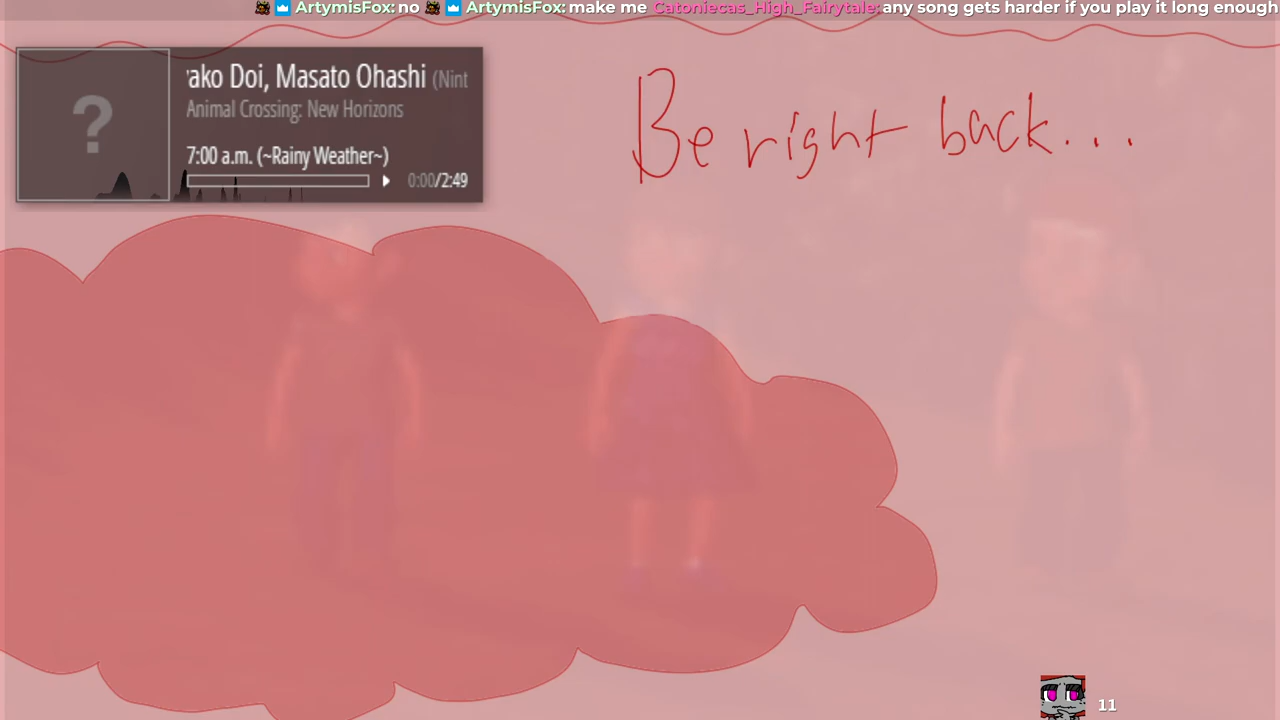 ArtymisFox: no ArtymisFox: make me Catoniecas_High_Fairytale: any song gets harder if you play it long enough
ako Doi, Masato Ohashi (Nint
Animal Crossing: New Horizons
7:00 a.m. (~Rainy Weather~)
0:00/2:49
Be right back...
11